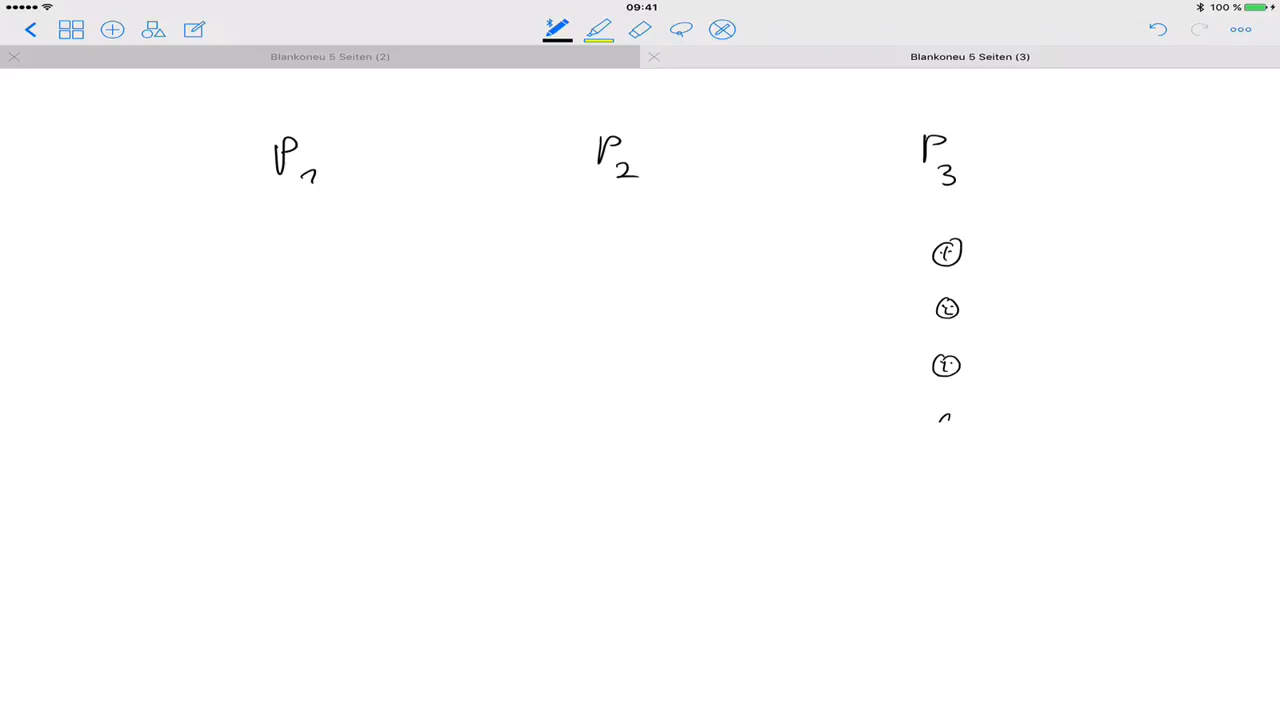 09:41
100 %
Blankoneu 5 Seiten (2)
Blankoneu 5 Seiten (3)
P1 P2 P3